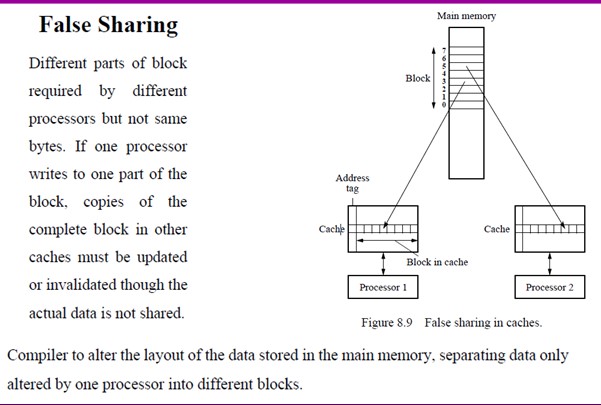 False Sharing
Different parts of block
required by different
processors but not same
bytes. If one processor
writes to one part of the
block, copies of the
complete block in other
caches must be updated
or invalidated though the
actual data is not shared.
Main memory
Block
7
6
5
4
3
2
1
0
Address
tag
Cache
Cache
Block in cache
Processor 1
Processor 2
Figure 8.9 False sharing in caches.
Compiler to alter the layout of the data stored in the main memory, separating data only
altered by one processor into different blocks.